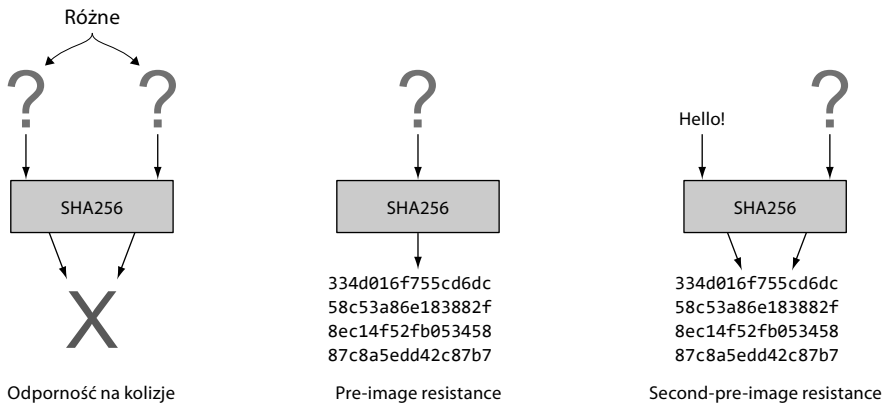 Różne
? ?
SHA256
X
Odporność na kolizje
?
SHA256
334d016f755cd6dc
58c53a86e183882f
8ec14f52fb053458
87c8a5edd42c87b7
Pre-image resistance
Hello! ?
SHA256
334d016f755cd6dc
58c53a86e183882f
8ec14f52fb053458
87c8a5edd42c87b7
Second-pre-image resistance